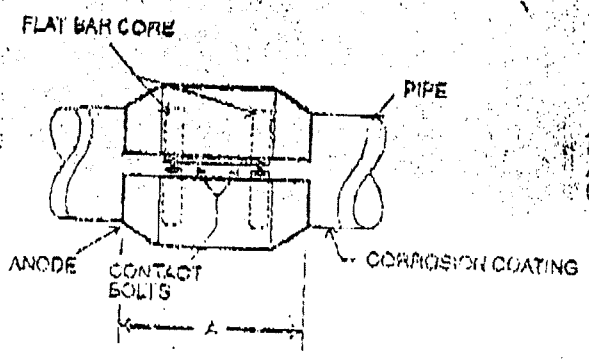 FLAT BAR CORE
PIPE
ANODE
CONTACT
BOLTS
CORROSION COATING
A